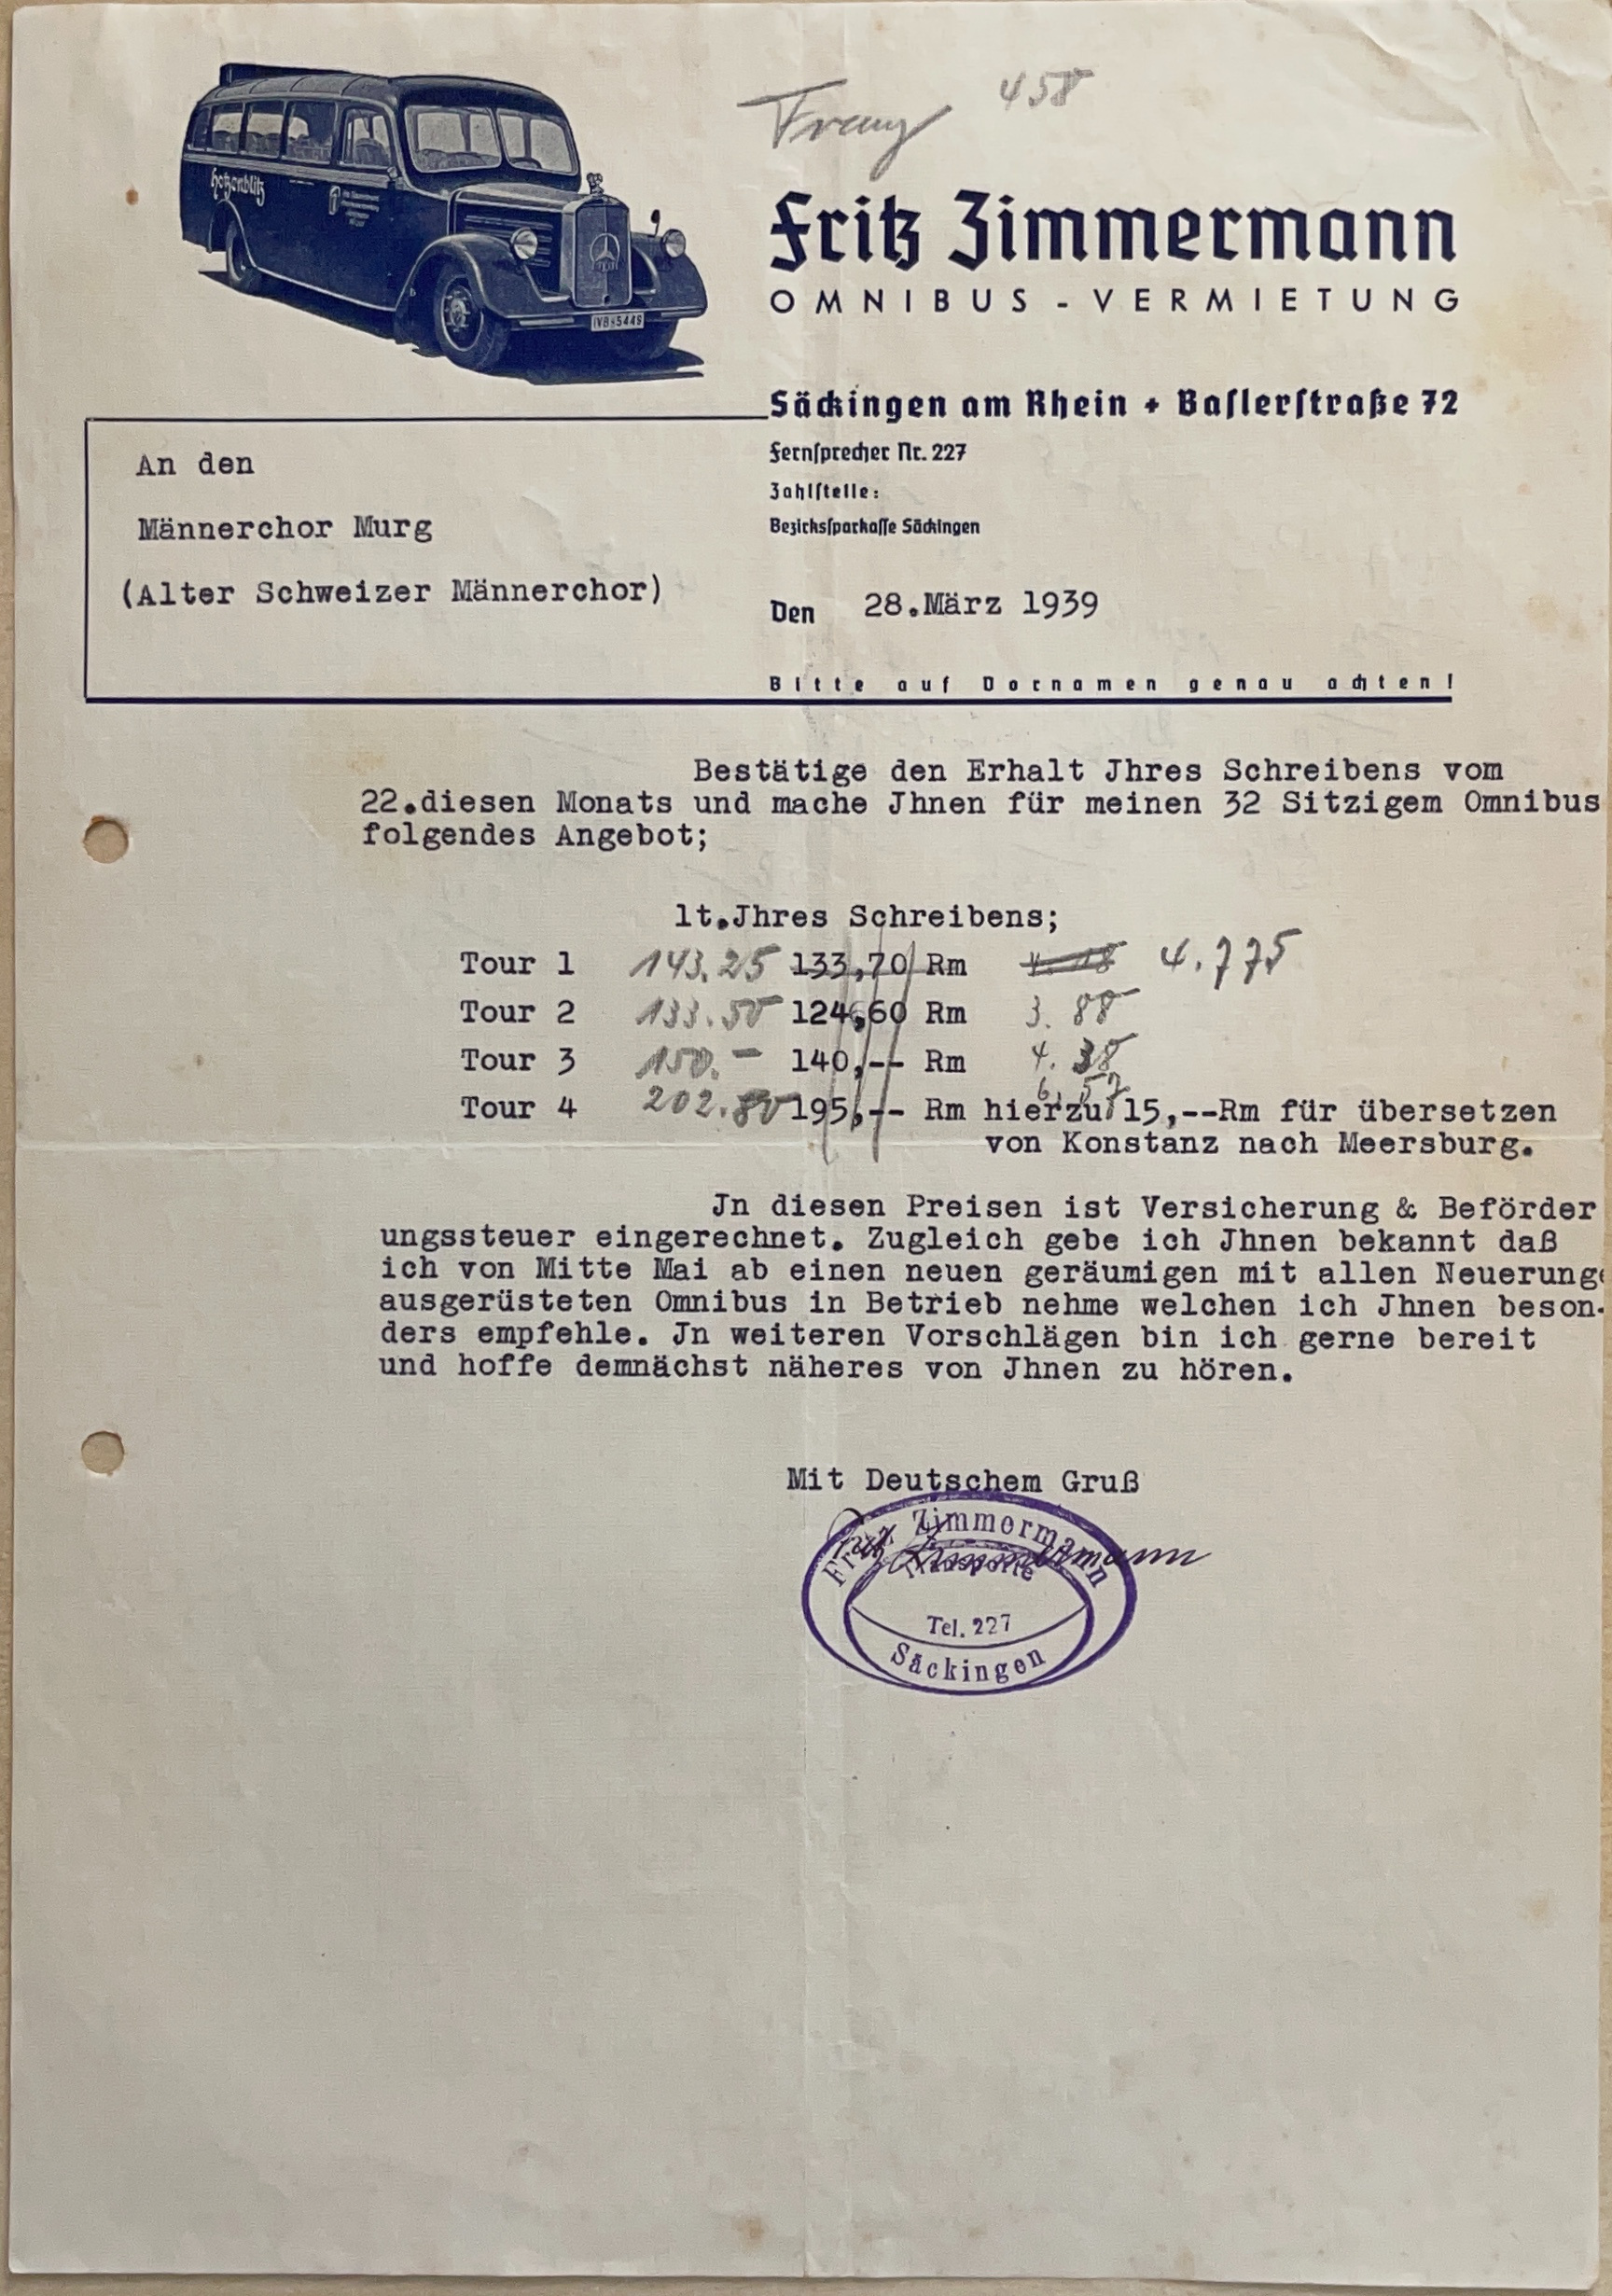 Franz 458
hotzenblitz
IVB-5449
Fritz Zimmermann
OMNIBUS-VERMIETUNG
Säckingen am Rhein + Baslerstraße 72
Fernsprecher Nr. 227
Zahlstelle:
Bezirkssparkasse Säckingen
An den
Männerchor Murg
(Alter Schweizer Männerchor)
Den 28.März 1939
Bitte auf Vornamen genau achten!
Bestätige den Erhalt Jhres Schreibens vom
22.diesen Monats und mache Jhnen für meinen 32 Sitzigem Omnibus
folgendes Angebot;
lt.Jhres Schreibens;
Tour 1 143.25 133,70 Rm 4.18 4.775
Tour 2 133.50 124,60 Rm 3.88
Tour 3 150.- 140,-- Rm 4.38
Tour 4 202.80 195,-- Rm hierzu 15,--Rm für übersetzen
6.57
von Konstanz nach Meersburg.
Jn diesen Preisen ist Versicherung & Beförder
ungssteuer eingerechnet. Zugleich gebe ich Jhnen bekannt daß
ich von Mitte Mai ab einen neuen geräumigen mit allen Neuerunge
ausgerüsteten Omnibus in Betrieb nehme welchen ich Jhnen beson-
ders empfehle. Jn weiteren Vorschlägen bin ich gerne bereit
und hoffe demnächst näheres von Jhnen zu hören.
Mit Deutschem Gruß
Fritz Zimmermann
Fritz Zimmermann
Transporte
Tel. 227
Säckingen